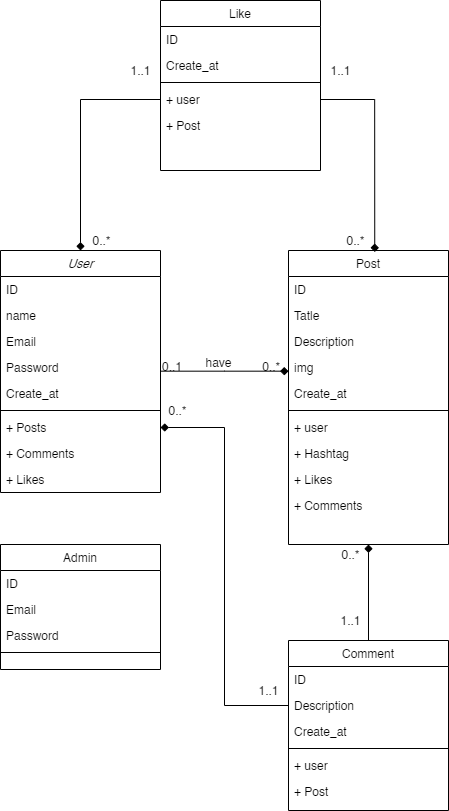 Like
ID
Create_at
1..1
1..1
+ user
+ Post
0..*
0..*
User
ID
name
Email
Password
Create_at
+ Posts
+ Comments
+ Likes
0..1
have
0..*
Post
ID
Tatle
Description
img
Create_at
+ user
+ Hashtag
+ Likes
+ Comments
0..*
0..*
Admin
ID
Email
Password
1..1
1..1
Comment
ID
Description
Create_at
+ user
+ Post